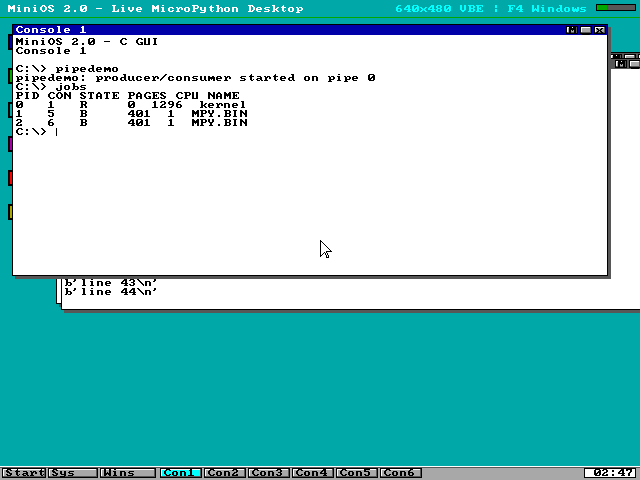 MiniOS 2.0 - Live MicroPython Desktop
640x480 VBE | F4 Windows
Console 1
MiniOS 2.0 - C GUI
Console 1
C:\> pipedemo
pipedemo: producer/consumer started on pipe 0
C:\> jobs
PID CON STATE PAGES CPU NAME
0 1 R 0 1296 kernel
1 5 B 401 1 MPY.BIN
2 6 B 401 1 MPY.BIN
C:\>
b'line 43\n'
b'line 44\n'
Start Sys Wins Con1 Con2 Con3 Con4 Con5 Con6 02:47